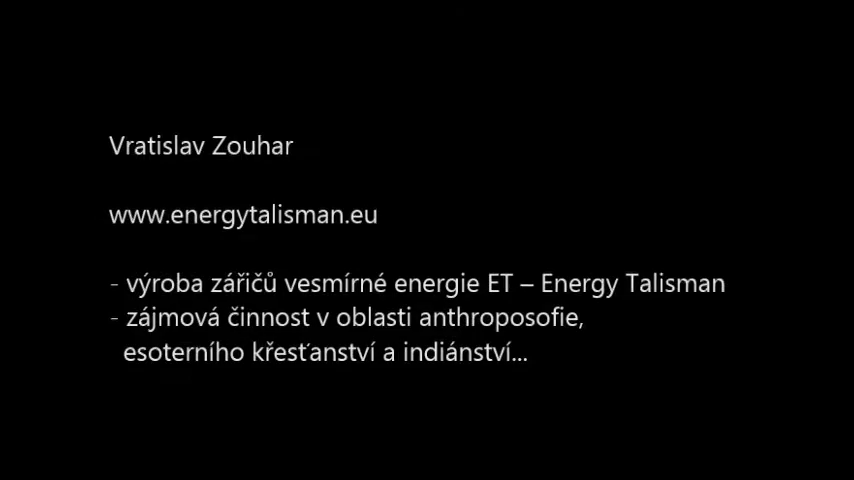 Vratislav Zouhar
www.energytalisman.eu
- výroba zářičů vesmírné energie ET – Energy Talisman
- zájmová činnost v oblasti anthroposofie,
esoterního křesťanství a indiánství...